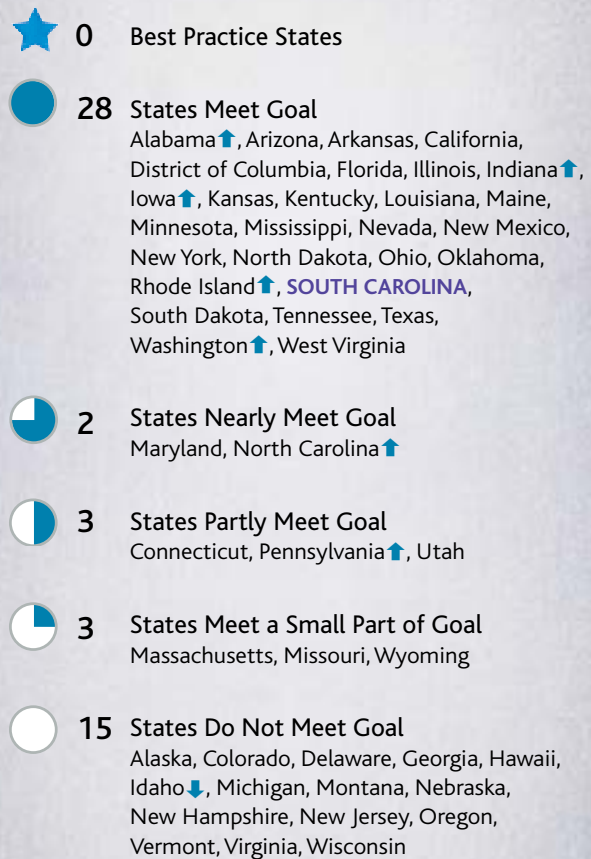 0 Best Practice States
28 States Meet Goal
Alabama⬆, Arizona, Arkansas, California,
District of Columbia, Florida, Illinois, Indiana⬆,
Iowa⬆, Kansas, Kentucky, Louisiana, Maine,
Minnesota, Mississippi, Nevada, New Mexico,
New York, North Dakota, Ohio, Oklahoma,
Rhode Island⬆, SOUTH CAROLINA,
South Dakota, Tennessee, Texas,
Washington⬆, West Virginia
2 States Nearly Meet Goal
Maryland, North Carolina⬆
3 States Partly Meet Goal
Connecticut, Pennsylvania⬆, Utah
3 States Meet a Small Part of Goal
Massachusetts, Missouri, Wyoming
15 States Do Not Meet Goal
Alaska, Colorado, Delaware, Georgia, Hawaii,
Idaho⬇, Michigan, Montana, Nebraska,
New Hampshire, New Jersey, Oregon,
Vermont, Virginia, Wisconsin